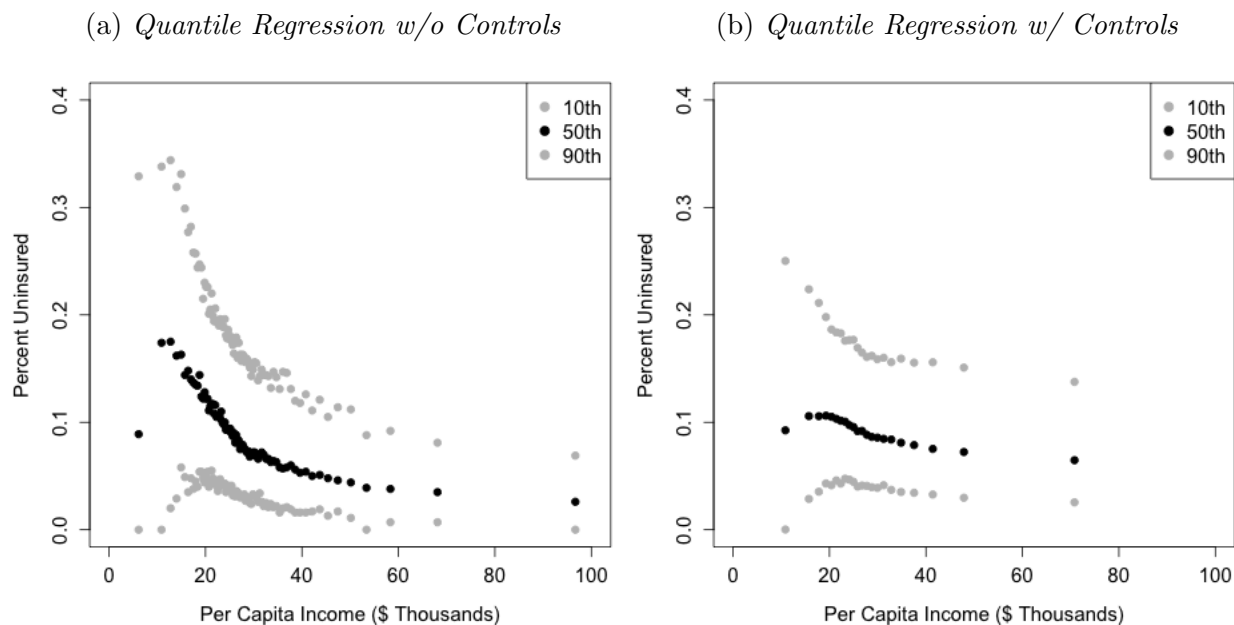 (a) Quantile Regression w/o Controls
0.4
0.3
0.2
0.1
0.0
Percent Uninsured
10th
50th
90th
0 20 40 60 80 100
Per Capita Income ($ Thousands)
(b) Quantile Regression w/ Controls
0.4
0.3
0.2
0.1
0.0
Percent Uninsured
10th
50th
90th
0 20 40 60 80 100
Per Capita Income ($ Thousands)